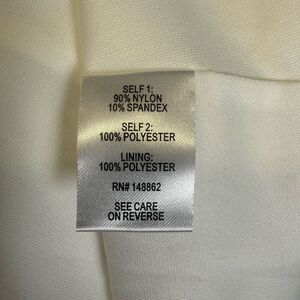 SELF 1:
90% NYLON
10% SPANDEX
SELF 2:
100% POLYESTER
LINING:
100% POLYESTER
RN# 148862
SEE CARE
ON REVERSE